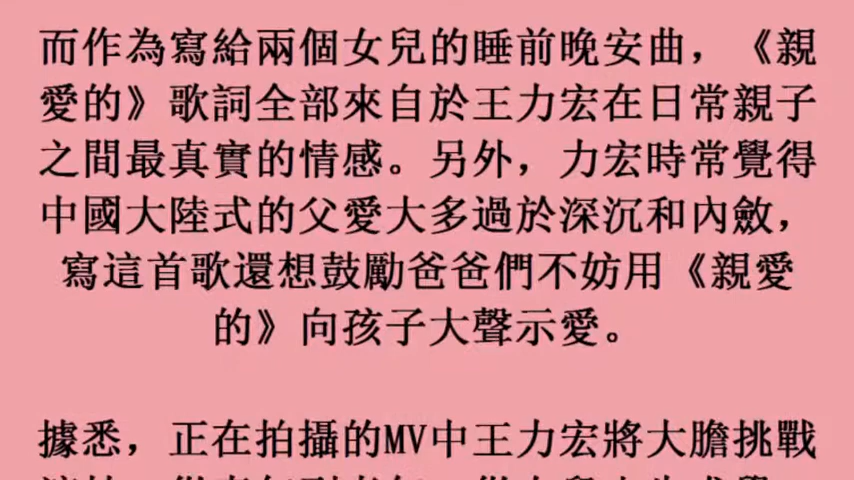 而作為寫給兩個女兒的睡前晚安曲，《親
愛的》歌詞全部來自於王力宏在日常親子
之間最真實的情感。另外，力宏時常覺得
中國大陸式的父愛大多過於深沉和內斂，
寫這首歌還想鼓勵爸爸們不妨用《親愛
的》向孩子大聲示愛。
據悉，正在拍攝的MV中王力宏將大膽挑戰